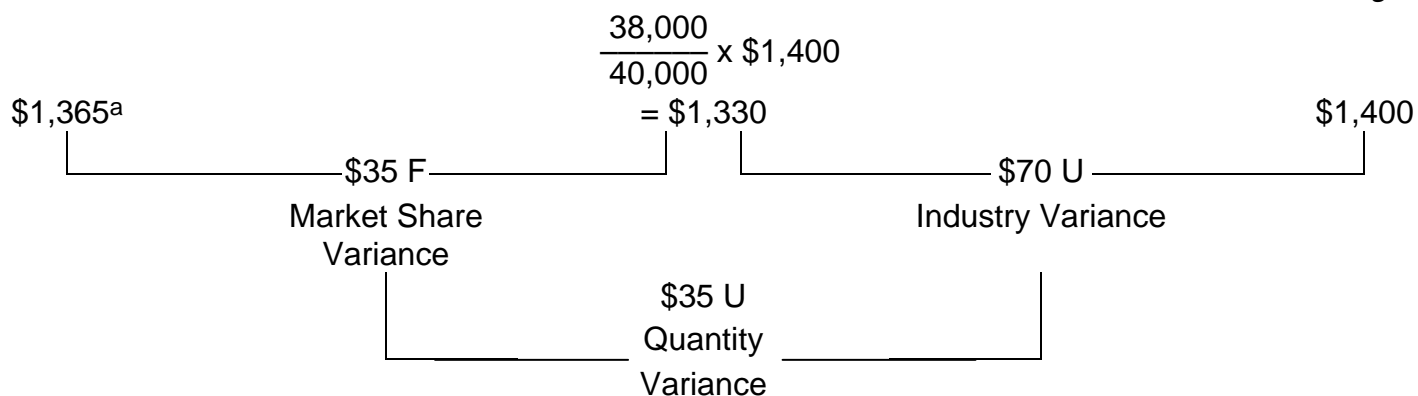 38,000
40,000
x $1,400
$1,365a
= $1,330
$1,400
$35 F
$70 U
Market Share
Variance
Industry Variance
$35 U
Quantity
Variance